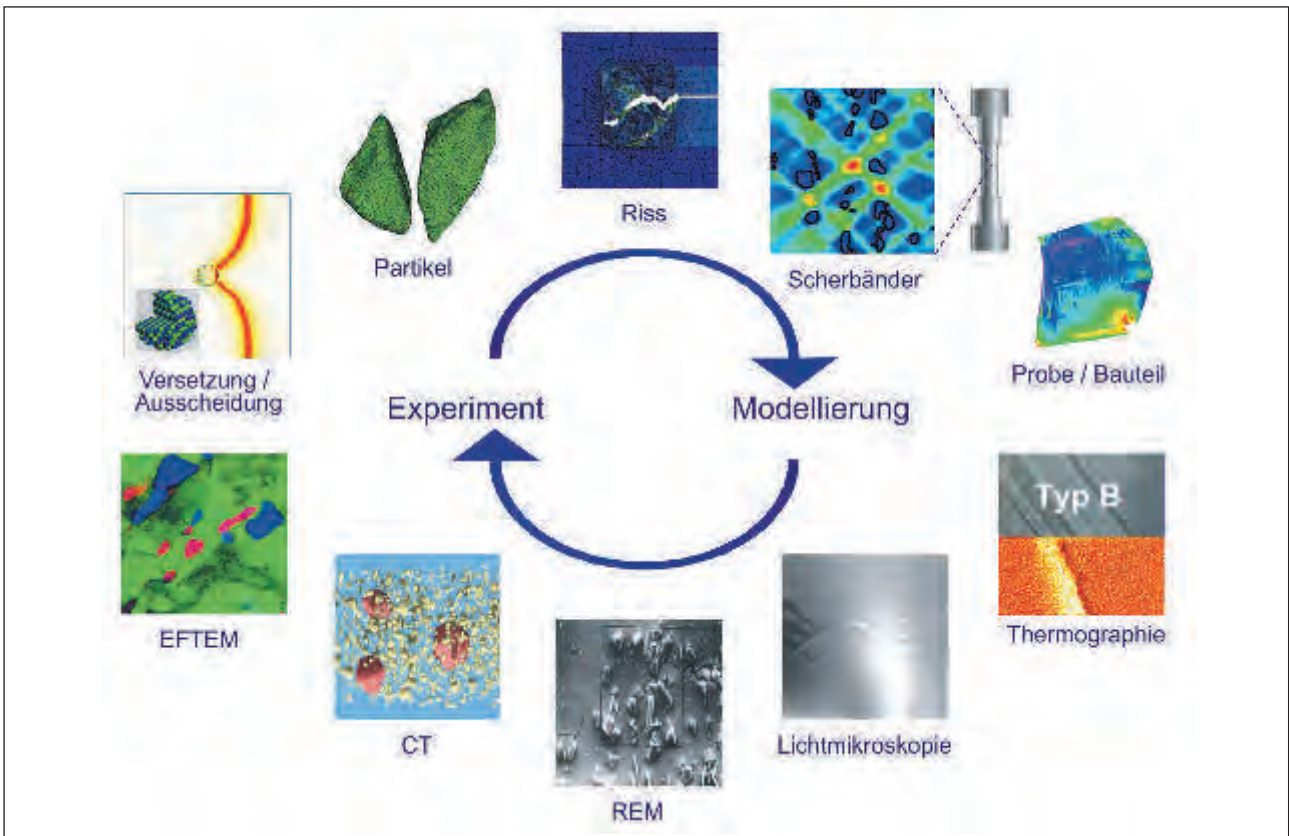 Riss
Partikel
Scherbänder
Versetzung /
Ausscheidung
Probe / Bauteil
Experiment
Modellierung
Typ B
EFTEM
Thermographie
CT
Lichtmikroskopie
REM